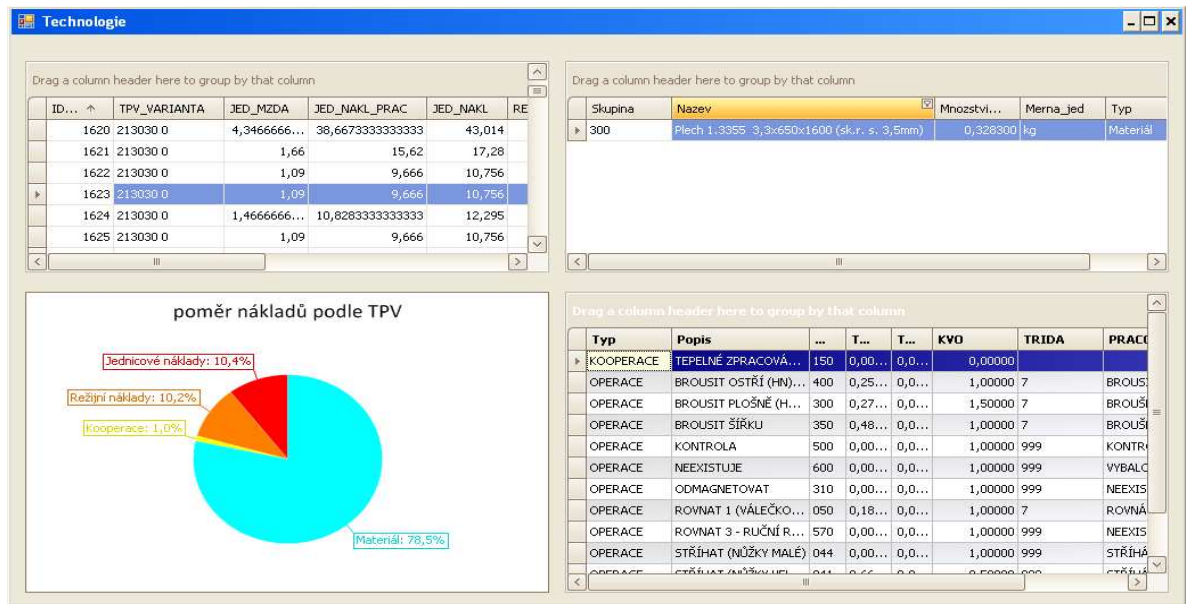 Technologie
Drag a column header here to group by that column
ID... TPV_VARIANTA JED_MZDA JED_NAKL_PRAC JED_NAKL RE
1620 213030 0 4,3466666... 38,6673333333333 43,014
1621 213030 0 1,66 15,62 17,28
1622 213030 0 1,09 9,666 10,756
1623 213030 0 1,09 9,666 10,756
1624 213030 0 1,4666666... 10,8283333333333 12,295
1625 213030 0 1,09 9,666 10,756
Drag a column header here to group by that column
Skupina Nazev Mnozstvi... Merna_jed Typ
300 Plech 1.3355 3,3x650x1600 (sk.r. s. 3,5mm) 0,328300 kg Materiál
poměr nákladů podle TPV
Jednicové náklady: 10,4%
Režijní náklady: 10,2%
Kooperace: 1,0%
Materiál: 78,5%
Drag a column header here to group by that column
Typ Popis ... T... T... KVO TRIDA PRAC
KOOPERACE TEPELNÉ ZPRACOVÁ... 150 0,00... 0,0... 0,00000
OPERACE BROUSIT OSTŘÍ (HN)... 400 0,25... 0,0... 1,00000 7 BROUS
OPERACE BROUSIT PLOŠNĚ (H... 300 0,27... 0,0... 1,50000 7 BROUŠ
OPERACE BROUSIT ŠÍŘKU 350 0,48... 0,0... 1,00000 7 BROUŠ
OPERACE KONTROLA 500 0,00... 0,0... 1,00000 999 KONTR
OPERACE NEEXISTUJE 600 0,00... 0,0... 1,00000 999 VYBALO
OPERACE ODMAGNETOVAT 310 0,00... 0,0... 1,00000 999 NEEXIS
OPERACE ROVNAT 1 (VÁLEČKO... 050 0,18... 0,0... 1,00000 7 ROVNÁ
OPERACE ROVNAT 3 - RUČNÍ R... 570 0,00... 0,0... 1,00000 999 NEEXIS
OPERACE STŘÍHAT (NŮŽKY MALÉ) 044 0,00... 0,0... 1,00000 999 STŘÍHÁ